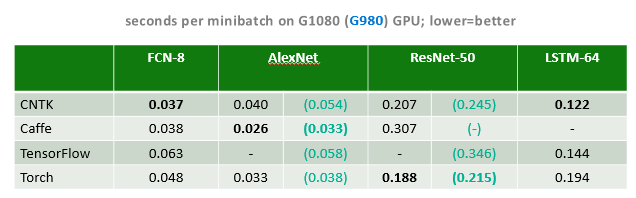 seconds per minibatch on G1080 (G980) GPU; lower=better
FCN-8 AlexNet ResNet-50 LSTM-64
CNTK 0.037 0.040 (0.054) 0.207 (0.245) 0.122
Caffe 0.038 0.026 (0.033) 0.307 (-) -
TensorFlow 0.063 - (0.058) - (0.346) 0.144
Torch 0.048 0.033 (0.038) 0.188 (0.215) 0.194